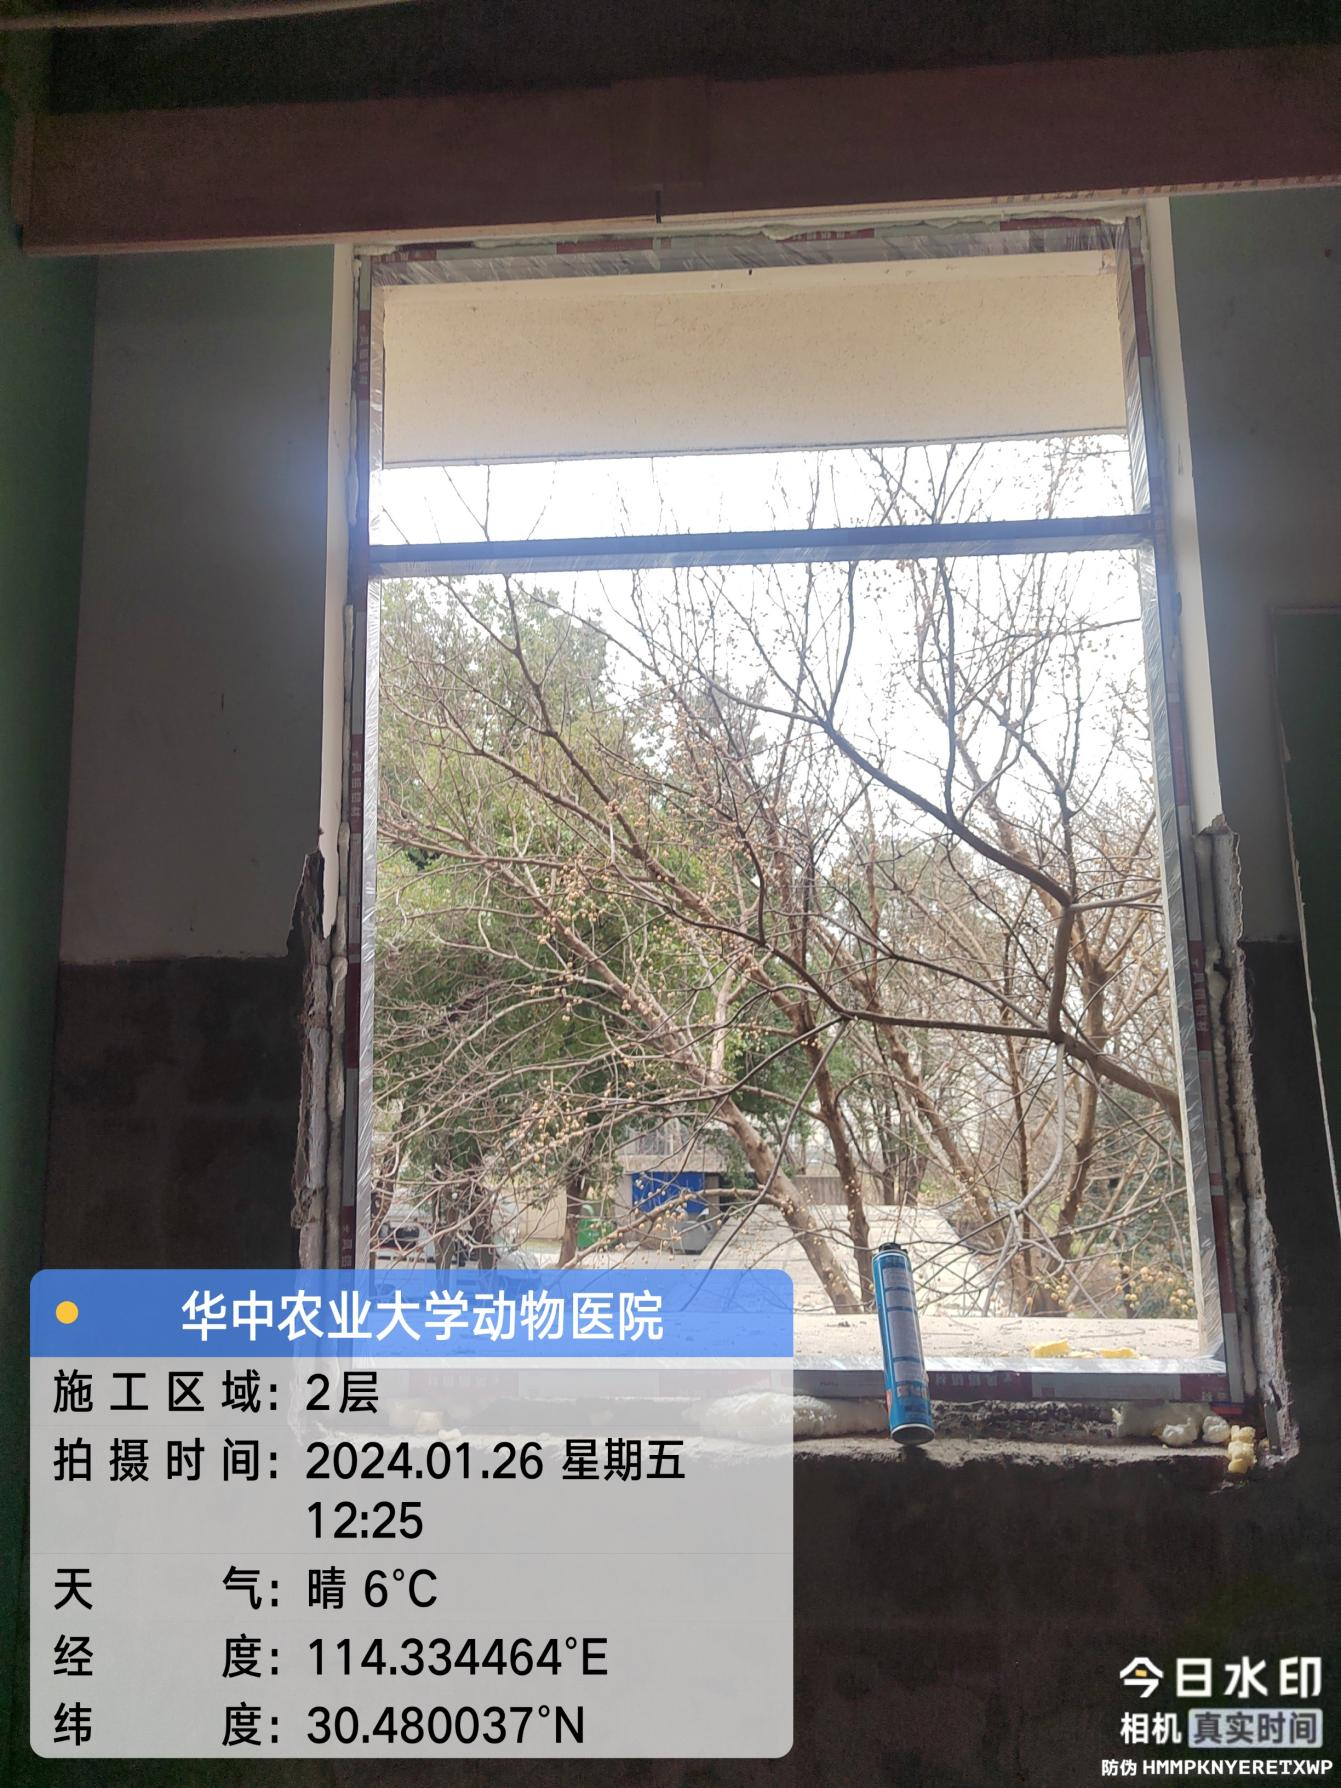 华中农业大学动物医院
施工区域：2层
拍摄时间：2024.01.26 星期五
12:25
天气：晴 6°C
经度：114.334464°E
纬度：30.480037°N
今日水印
相机 真实时间
防伪 HMMPKNYERETXWP